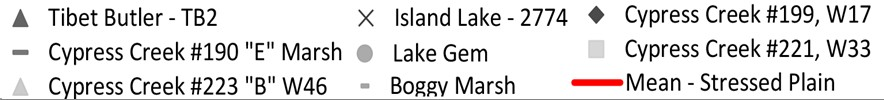 Tibet Butler - TB2
Island Lake - 2774
Cypress Creek #199, W17
Cypress Creek #190 "E" Marsh
Lake Gem
Cypress Creek #221, W33
Cypress Creek #223 "B" W46
Boggy Marsh
Mean - Stressed Plain